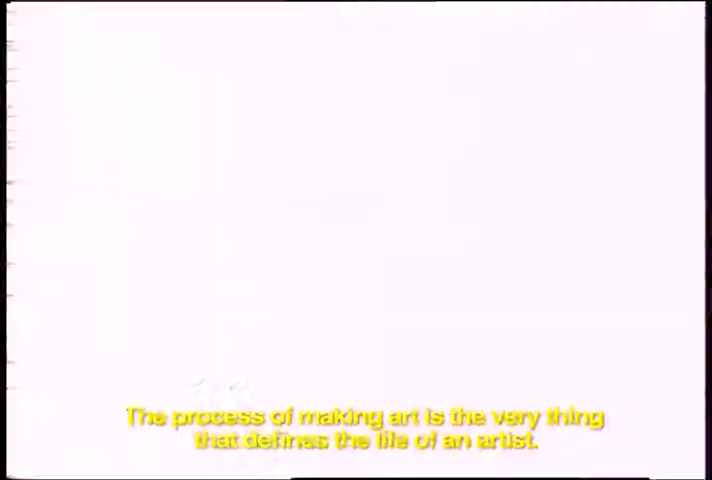 The process of making art is the very thing
that defines the life of an artist.